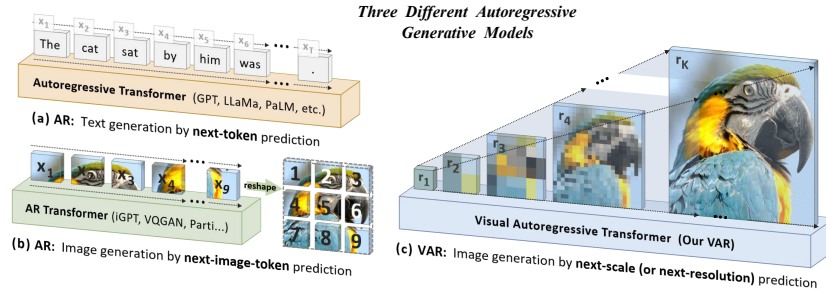 Three Different Autoregressive
Generative Models
x1 x2 x3 x4 x5 x6 xT
The cat sat by him was .
Autoregressive Transformer (GPT, LLaMa, PaLM, etc.)
(a) AR: Text generation by next-token prediction
x1 x2 x3 x4 x9
reshape
1 2 3
4 5 6
7 8 9
AR Transformer (iGPT, VQGAN, Parti...)
(b) AR: Image generation by next-image-token prediction
r1 r2 r3 r4 rK
...
Visual Autoregressive Transformer (Our VAR)
(c) VAR: Image generation by next-scale (or next-resolution) prediction